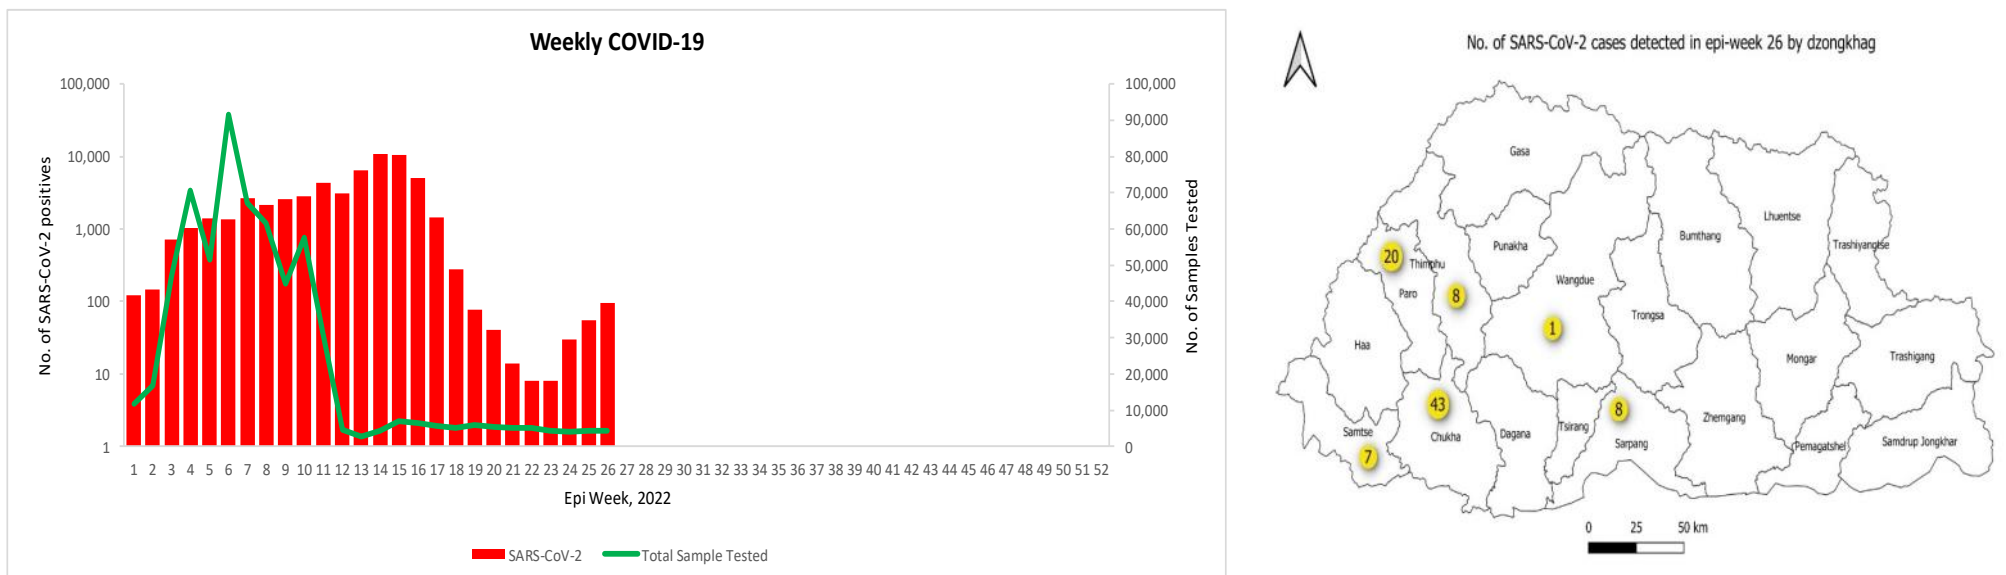 Weekly COVID-19
No. of SARS-CoV-2 positives
100,000
10,000
1,000
100
10
1
100,000
90,000
80,000
70,000
60,000
50,000
40,000
30,000
20,000
10,000
0
No. of Samples Tested
1 2 3 4 5 6 7 8 9 10 11 12 13 14 15 16 17 18 19 20 21 22 23 24 25 26 27 28 29 30 31 32 33 34 35 36 37 38 39 40 41 42 43 44 45 46 47 48 49 50 51 52
Epi Week, 2022
SARS-CoV-2 Total Sample Tested
No. of SARS-CoV-2 cases detected in epi-week 26 by dzongkhag
Gasa
Lhuentse
Bumthang
Punakha
Trashiyangtse
20
Thimphu
Wangdue
Paro
8
Trongsa
1
Haa
Mongar
Trashigang
43
8
Zhemgang
Samtse
Chukha
Dagana
Tsirang
Sarpang
Pemagatshel
Samdrup Jongkhar
7
0 25 50 km